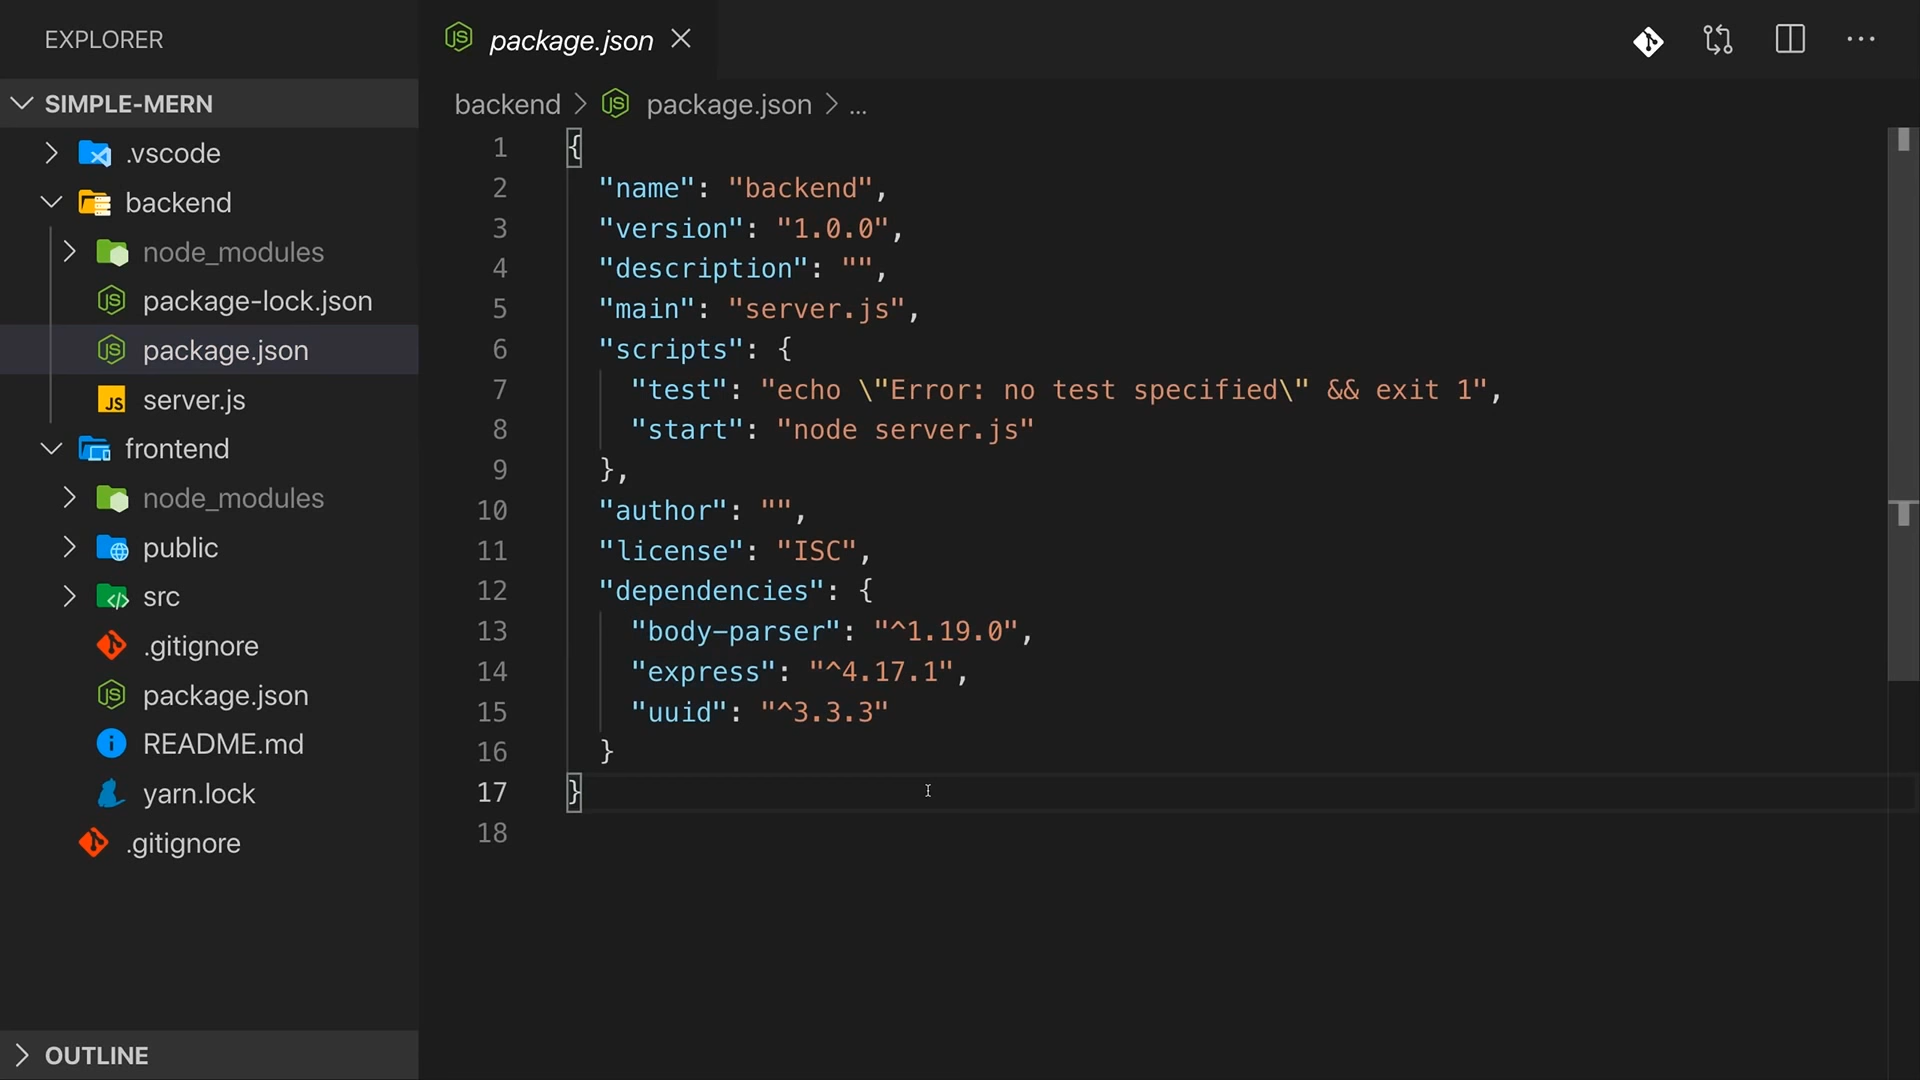 EXPLORER
SIMPLE-MERN
.vscode
backend
node_modules
package-lock.json
package.json
server.js
frontend
node_modules
public
src
.gitignore
package.json
README.md
yarn.lock
.gitignore
OUTLINE
package.json
backend > package.json > ...
1 {
2 "name": "backend",
3 "version": "1.0.0",
4 "description": "",
5 "main": "server.js",
6 "scripts": {
7 "test": "echo \"Error: no test specified\" && exit 1",
8 "start": "node server.js"
9 },
10 "author": "",
11 "license": "ISC",
12 "dependencies": {
13 "body-parser": "^1.19.0",
14 "express": "^4.17.1",
15 "uuid": "^3.3.3"
16 }
17 }
18